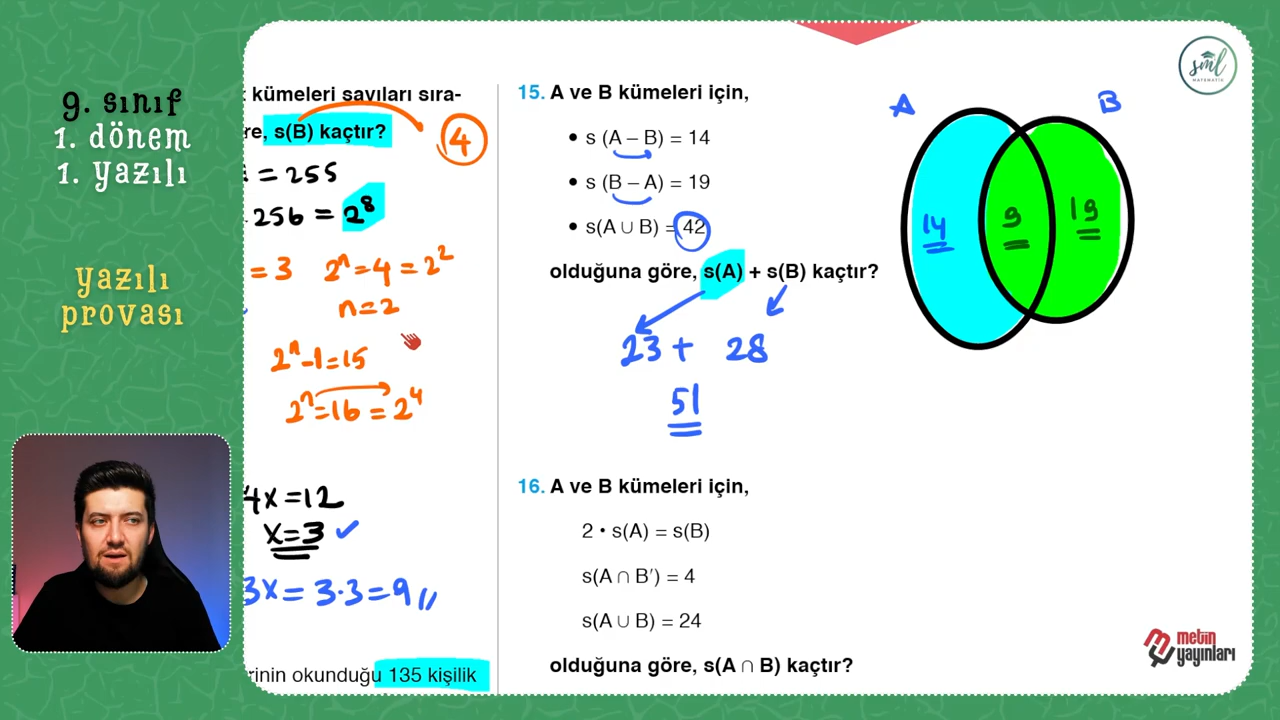 9. sınıf
1. dönem
1. yazılı
yazılı
provası
kümeleri sayıları sıra-
re, s(B) kaçtır?
4
= 255
256 = 2⁸
= 3 2ⁿ=4=2²
n=2
2ⁿ-1=15
2ⁿ=16=2⁴
4x=12
x=3 ✓
3x=3·3=9//
rinin okunduğu 135 kişilik
15. A ve B kümeleri için,
• s (A – B) = 14
• s (B – A) = 19
• s(A ∪ B) = 42
olduğuna göre, s(A) + s(B) kaçtır?
23 + 28
51
A B
14 9 19
16. A ve B kümeleri için,
2 • s(A) = s(B)
s(A ∩ B′) = 4
s(A ∪ B) = 24
olduğuna göre, s(A ∩ B) kaçtır?
sml
MATEMATİK
metin
yayınları